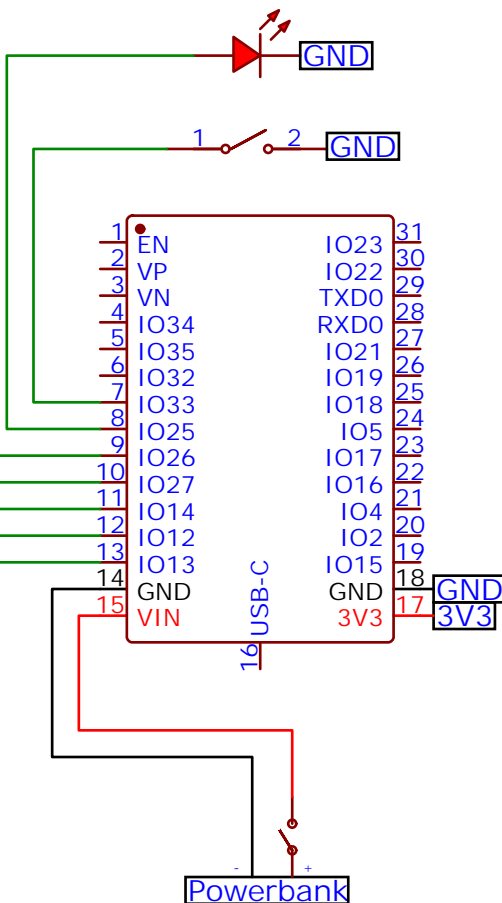 GND
1 2 GND
1 EN IO23 31
2 VP IO22 30
3 VN TXD0 29
4 IO34 RXD0 28
5 IO35 IO21 27
6 IO32 IO19 26
7 IO33 IO18 25
8 IO25 IO5 24
9 IO26 IO17 23
10 IO27 IO16 22
11 IO14 IO4 21
12 IO12 IO2 20
13 IO13 IO15 19
14 GND GND 18 GND
15 VIN 3V3 17 3V3
16 USB-C
- +
Powerbank